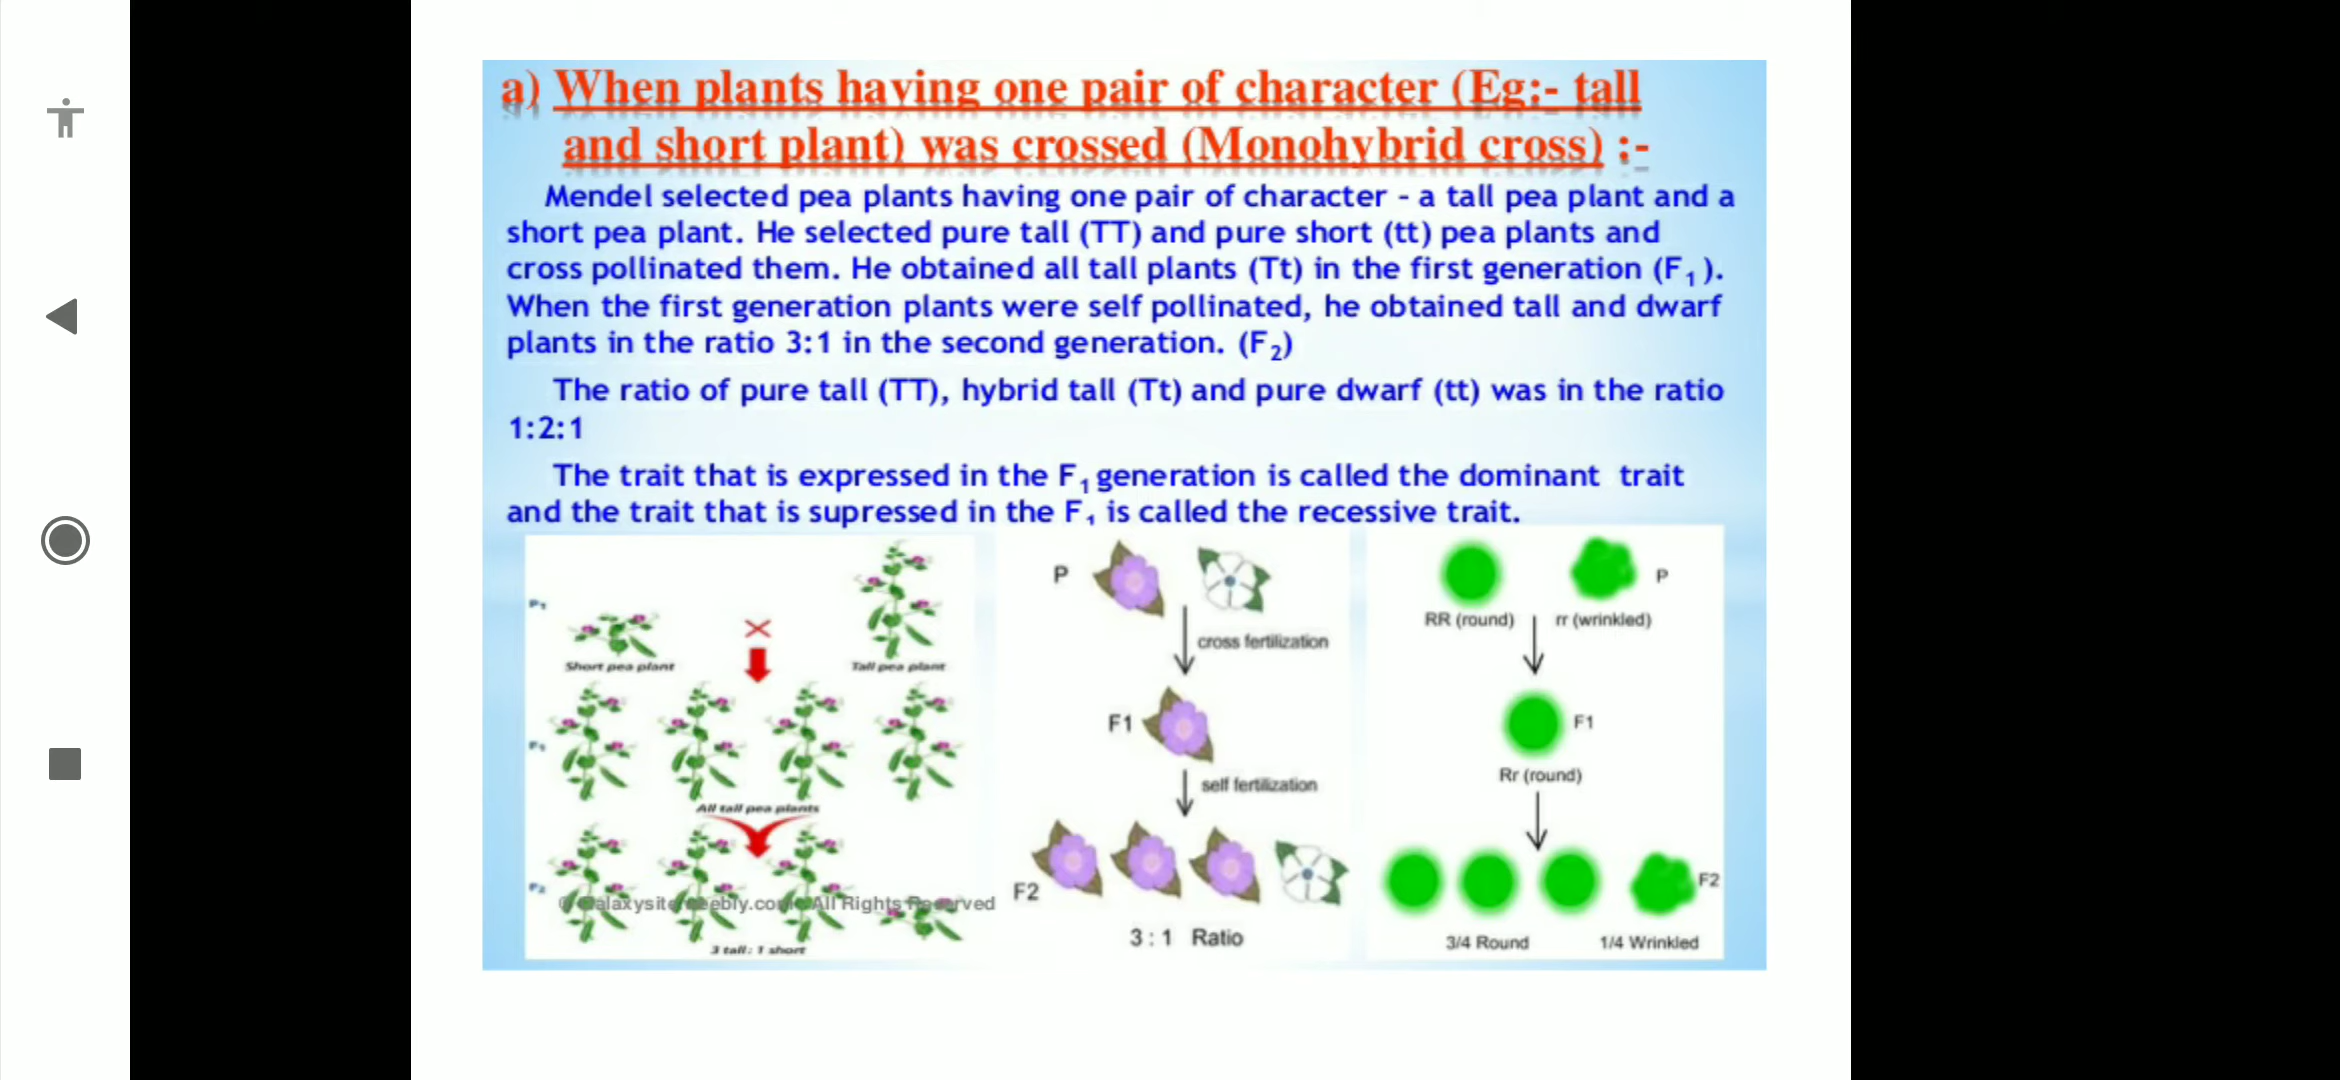 a) When plants having one pair of character (Eg:- tall
and short plant) was crossed (Monohybrid cross) :-
Mendel selected pea plants having one pair of character - a tall pea plant and a
short pea plant. He selected pure tall (TT) and pure short (tt) pea plants and
cross pollinated them. He obtained all tall plants (Tt) in the first generation (F₁).
When the first generation plants were self pollinated, he obtained tall and dwarf
plants in the ratio 3:1 in the second generation. (F₂)
The ratio of pure tall (TT), hybrid tall (Tt) and pure dwarf (tt) was in the ratio
1:2:1
The trait that is expressed in the F₁ generation is called the dominant trait
and the trait that is supressed in the F₁ is called the recessive trait.
Short pea plant
Tall pea plant
All tall pea plants
All Rights Reserved
3 tall: 1 short
P
cross fertilization
F1
self fertilization
F2
3 : 1 Ratio
P
RR (round)
rr (wrinkled)
F1
Rr (round)
F2
3/4 Round
1/4 Wrinkled